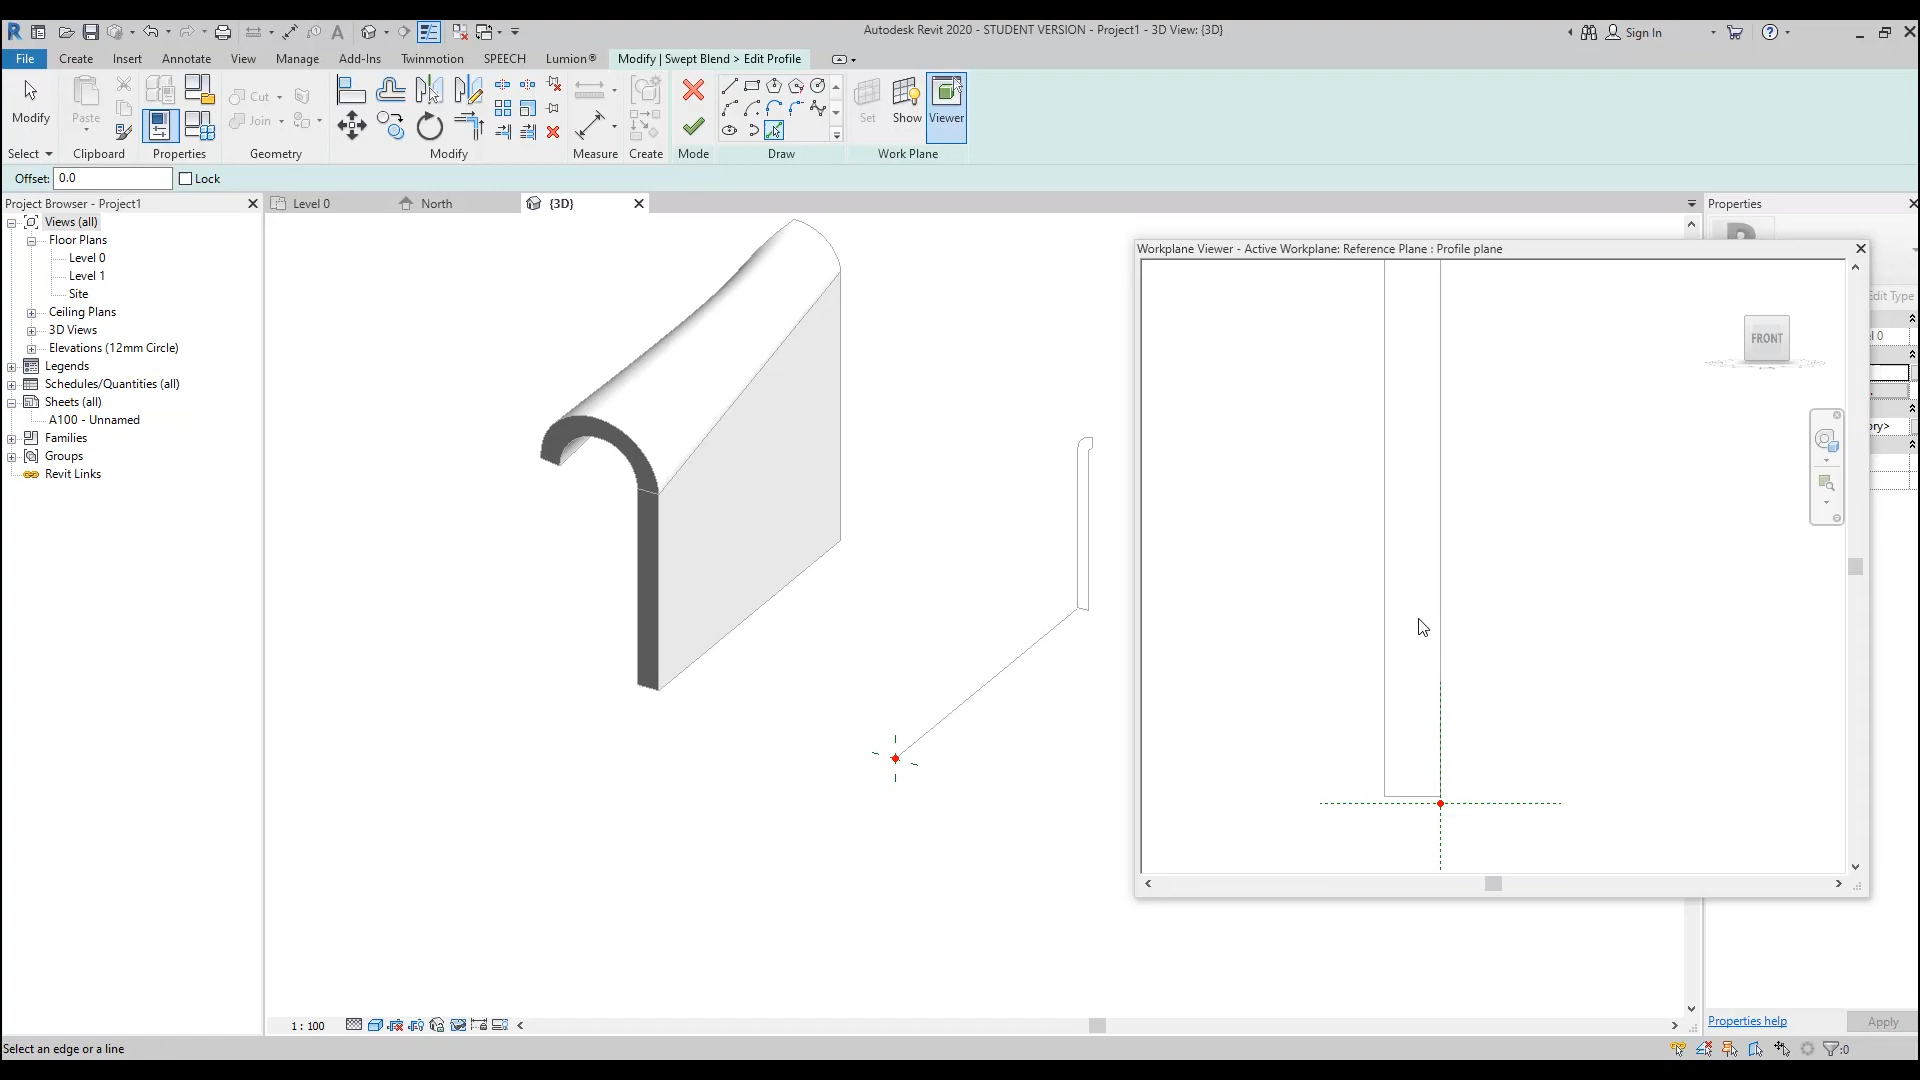 Autodesk Revit 2020 - STUDENT VERSION - Project1 - 3D View: {3D}
Sign In
File Create Insert Annotate View Manage Add-Ins Twinmotion SPEECH Lumion® Modify | Swept Blend > Edit Profile
Modify Paste Cut Join Set Show Viewer
Select Clipboard Properties Geometry Modify Measure Create Mode Draw Work Plane
Offset: 0.0 Lock
Project Browser - Project1
Level 0 North {3D}
Properties
Views (all)
Floor Plans
Level 0
Level 1
Site
Ceiling Plans
3D Views
Elevations (12mm Circle)
Legends
Schedules/Quantities (all)
Sheets (all)
A100 - Unnamed
Families
Groups
Revit Links
Workplane Viewer - Active Workplane: Reference Plane : Profile plane
FRONT
Edit Type
el 0
ory>
1 : 100
Properties help Apply
Select an edge or a line
:0